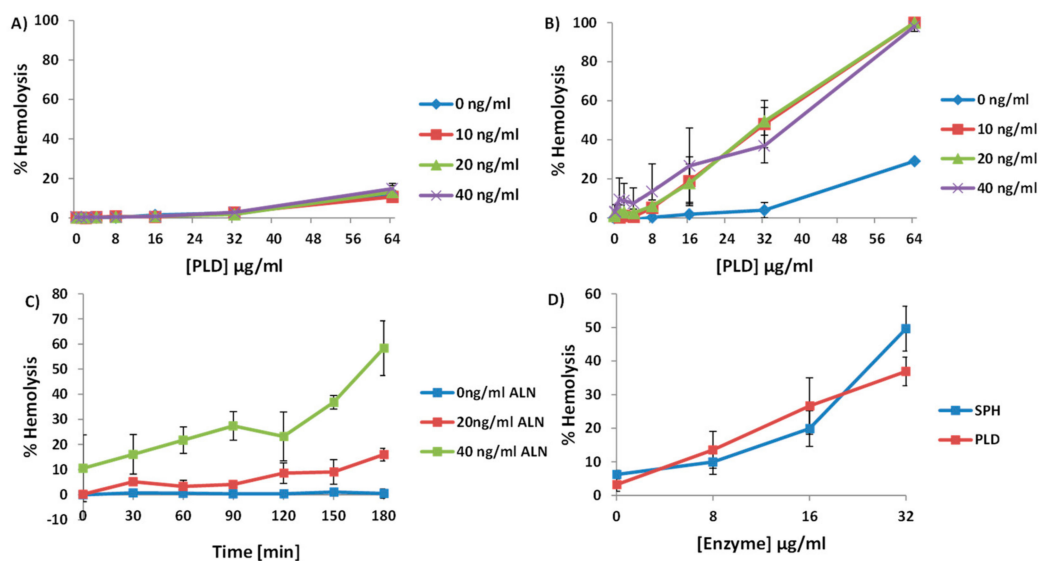 A)
% Hemoloysis
100
80
60
40
20
0
0 8 16 24 32 40 48 56 64
[PLD] µg/ml
0 ng/ml
10 ng/ml
20 ng/ml
40 ng/ml
B)
% Hemoloysis
100
80
60
40
20
0
0 8 16 24 32 40 48 56 64
[PLD] µg/ml
0 ng/ml
10 ng/ml
20 ng/ml
40 ng/ml
C)
% Hemolysis
80
70
60
50
40
30
20
10
0
-10
0 30 60 90 120 150 180
Time [min]
0ng/ml ALN
20ng/ml ALN
40 ng/ml ALN
D)
% Hemolysis
60
50
40
30
20
10
0
0 8 16 32
[Enzyme] µg/ml
SPH
PLD